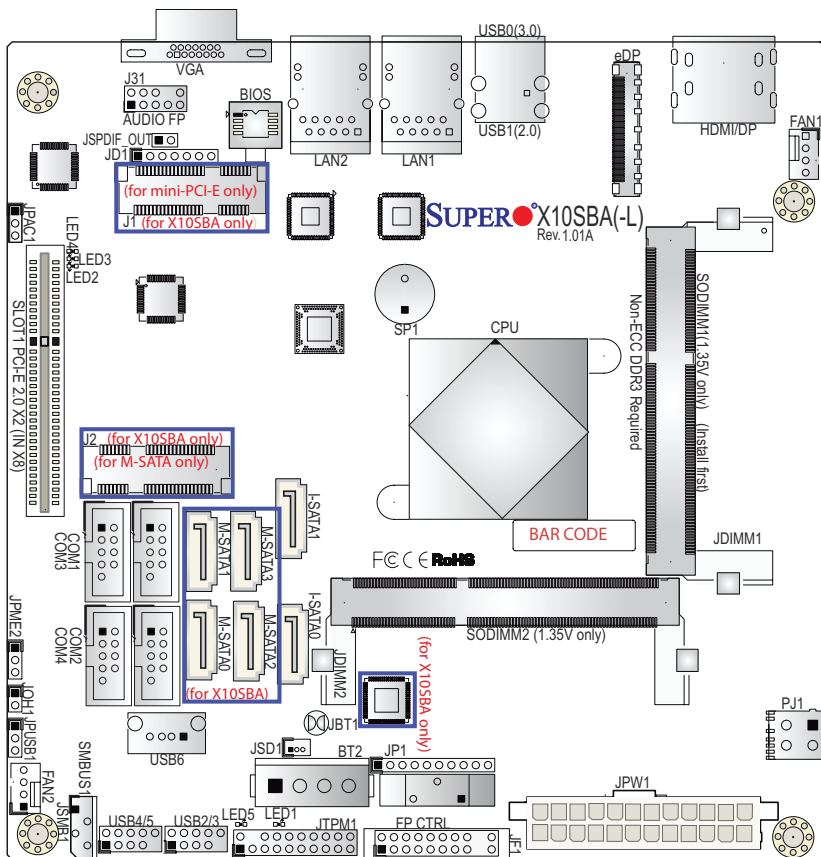 USB0(3.0)
VGA
eDP
J31
BIOS
FAN1
AUDIO FP
USB1(2.0)
HDMI/DP
JSPDIF_OUT
JD1
LAN2
LAN1
(for mini-PCI-E only)
J1
(for X10SBA only)
SUPER X10SBA(-L)
Rev. 1.01A
JPAC1
LED4
LED3
LED2
SP1
CPU
SLOT1 PCI-E 2.0 X2 (IN X8)
SODIMM1(1.35V only) (Install first)
Non-ECC DDR3 Required
J2
(for X10SBA only)
(for M-SATA only)
I-SATA1
M-SATA1
M-SATA3
BAR CODE
COM1
COM3
FC CE RoHS
JDIMM1
I-SATA0
M-SATA0
M-SATA2
SODIMM2 (1.35V only)
JPME2
COM2
COM4
(for X10SBA)
JDIMM2
(for X10SBA only)
JOH1
JBT1
PJ1
JPUSB1
USB6
JSD1
BT2
JP1
FAN2
SMBUS1
JSMB1
JPW1
USB4/5
USB2/3
LED5
LED1
JTPM1
FP CTRL
JF1